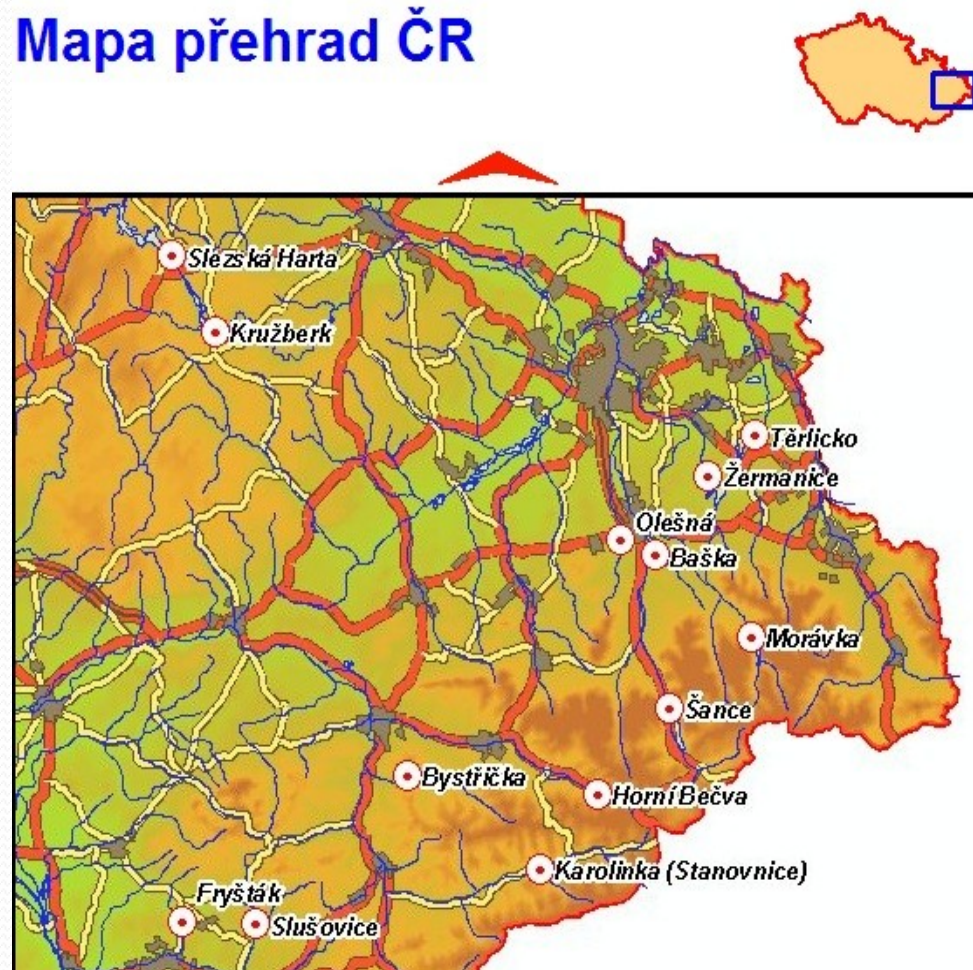 Mapa přehrad ČR
Slezská Harta
Kružberk
Těrlicko
Žermanice
Olešná
Baška
Morávka
Šance
Bystřička
Horní Bečva
Karolinka (Stanovnice)
Fryšták
Slušovice